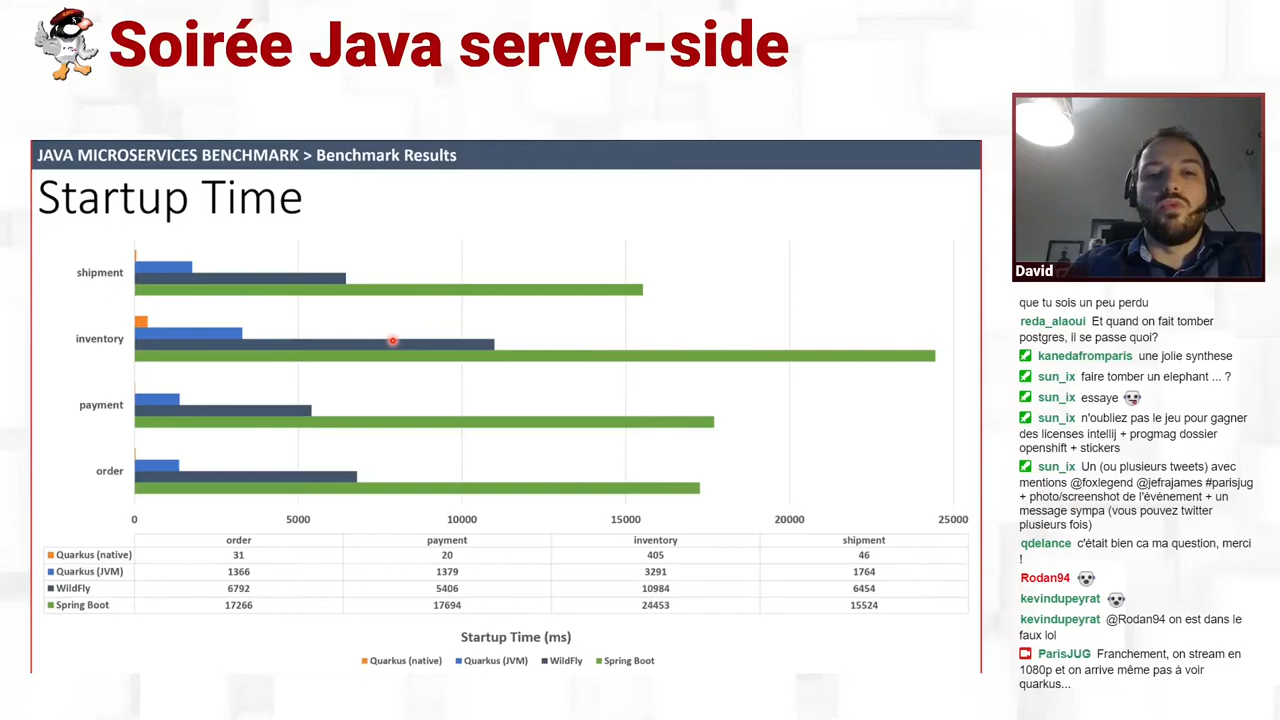 Soirée Java server-side
JAVA MICROSERVICES BENCHMARK > Benchmark Results
Startup Time
shipment
inventory
payment
order
0 5000 10000 15000 20000 25000
order payment inventory shipment
Quarkus (native) 31 20 405 46
Quarkus (JVM) 1366 1379 3291 1764
WildFly 6792 5406 10984 6454
Spring Boot 17266 17694 24453 15524
Startup Time (ms)
Quarkus (native) Quarkus (JVM) WildFly Spring Boot
David
que tu sois un peu perdu
reda_alaoui Et quand on fait tomber
postgres, il se passe quoi?
kanedafromparis une jolie synthese
sun_ix faire tomber un elephant ... ?
sun_ix essaye
sun_ix n'oubliez pas le jeu pour gagner
des licenses intellij + progmag dossier
openshift + stickers
sun_ix Un (ou plusieurs tweets) avec
mentions @foxlegend @jefrajames #parisjug
+ photo/screenshot de l'événement + un
message sympa (vous pouvez twitter
plusieurs fois)
qdelance c'était bien ca ma question, merci
!
Rodan94
kevindupeyrat
kevindupeyrat @Rodan94 on est dans le
faux lol
ParisJUG Franchement, on stream en
1080p et on arrive même pas à voir
quarkus...